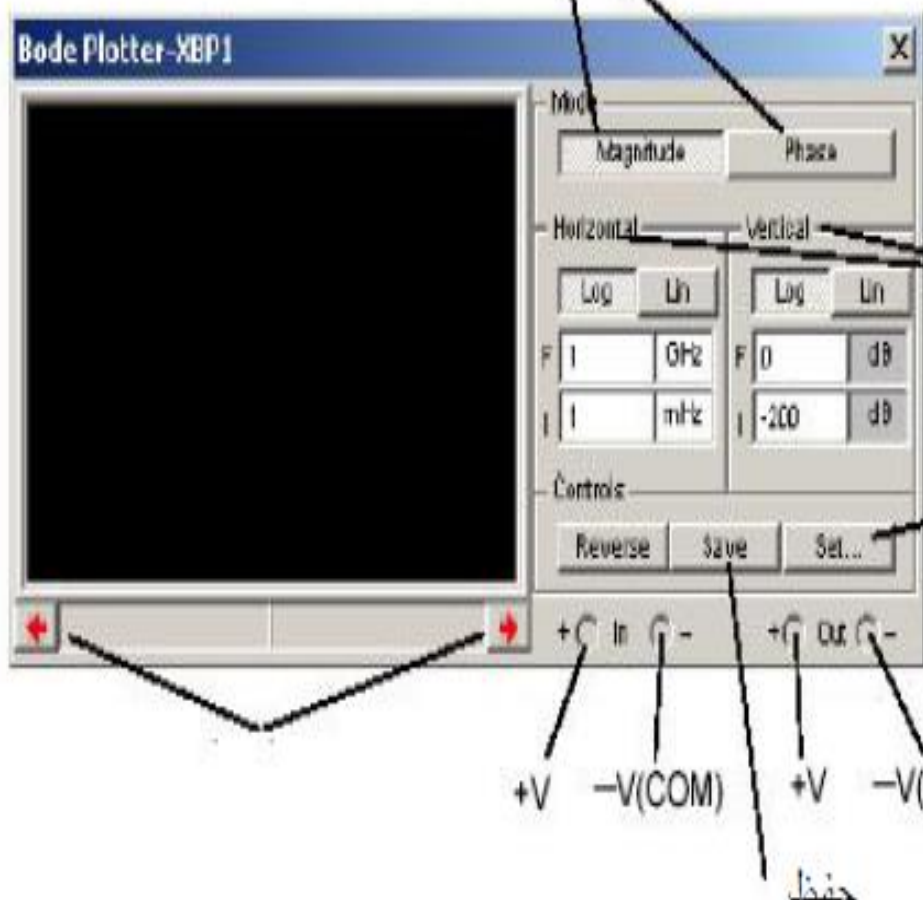 Bode Plotter-XBP1 X
Mode
Magnitude Phase
Horizontal Vertical
Log Lin Log Lin
F 1 GHz F 0 dB
I 1 mHz I -200 dB
Controls
Reverse Save Set...
+ In - + Out -
+V −V(COM) +V −V(
حفظ